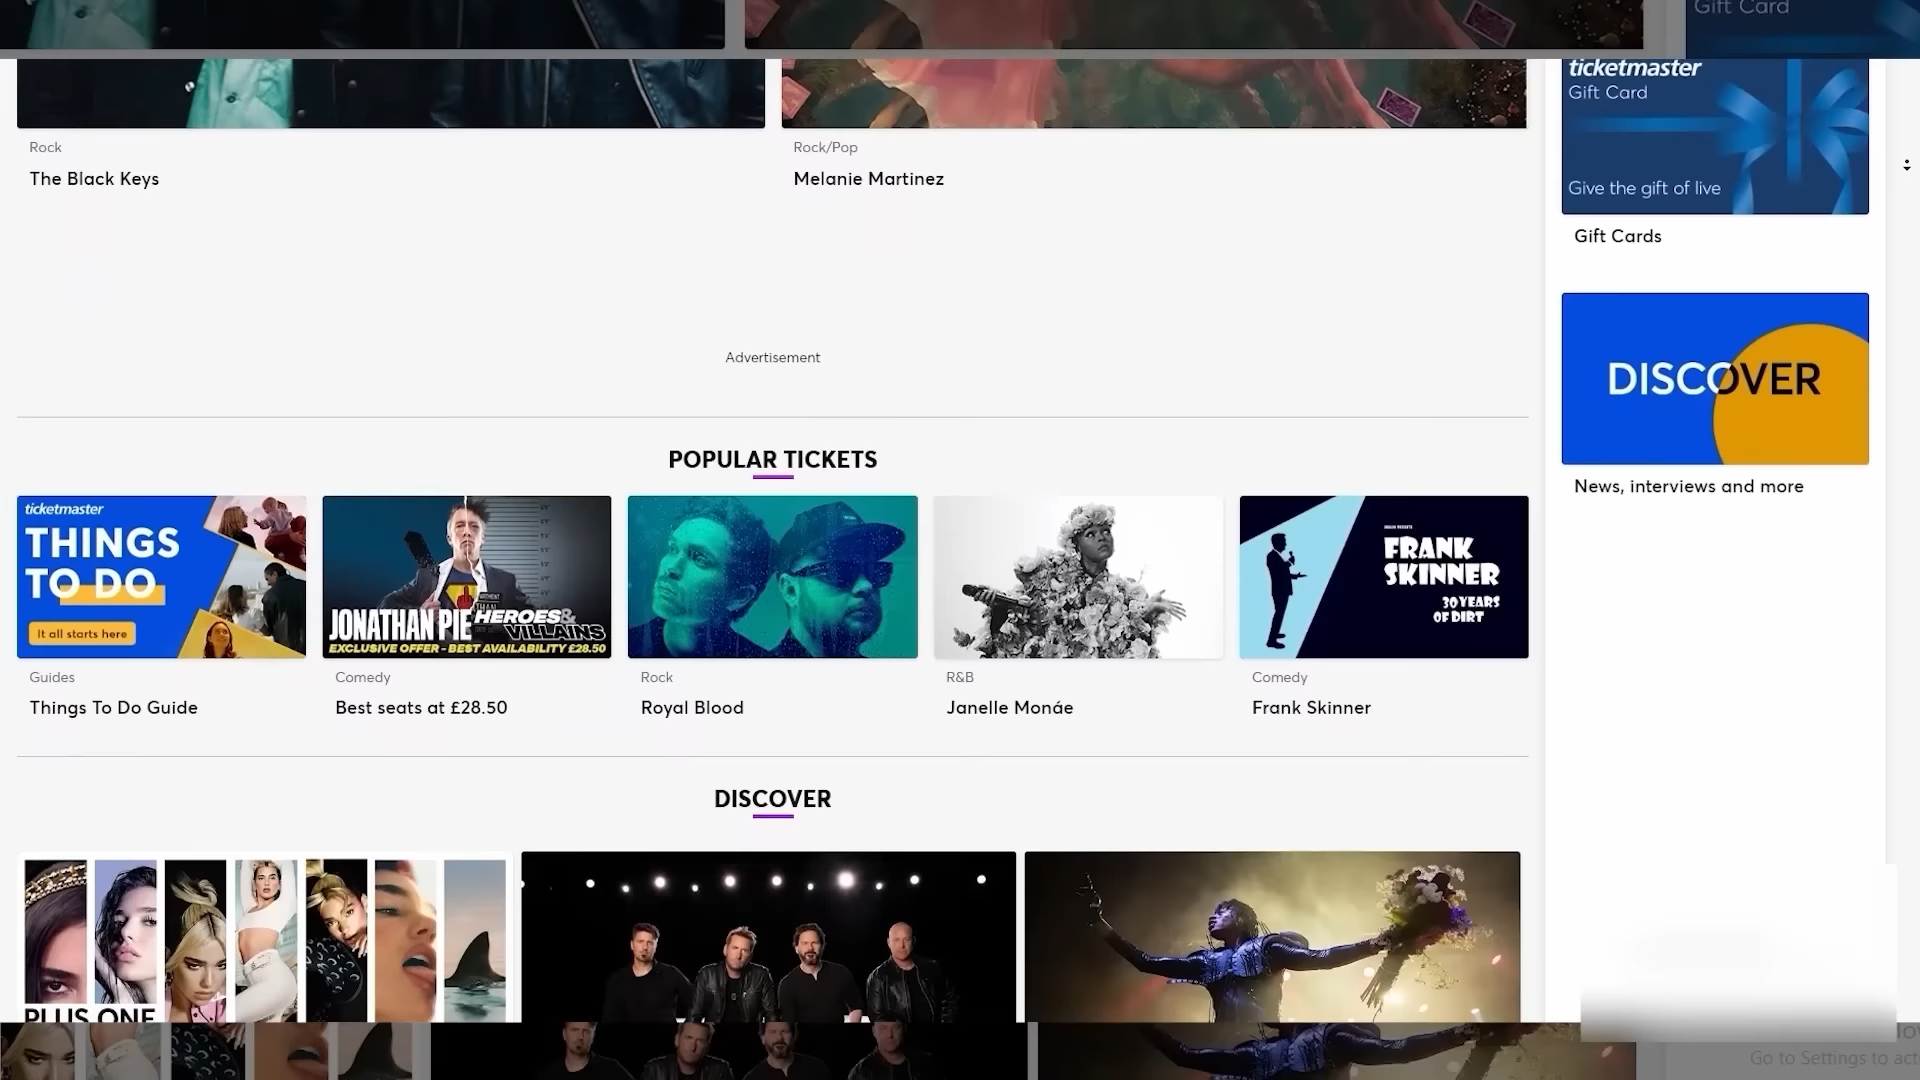 Gift Card
ticketmaster
Gift Card
Give the gift of live
Rock
The Black Keys
Rock/Pop
Melanie Martinez
Gift Cards
Advertisement
DISCOVER
News, interviews and more
POPULAR TICKETS
ticketmaster
THINGS
TO DO
It all starts here
JONATHAN PIE HEROES&
VILLAINS
EXCLUSIVE OFFER - BEST AVAILABILITY £28.50
FRANK
SKINNER
30 YEARS
OF DIRT
Guides
Things To Do Guide
Comedy
Best seats at £28.50
Rock
Royal Blood
R&B
Janelle Monáe
Comedy
Frank Skinner
DISCOVER
PLUS ONE
Go to Settings to act